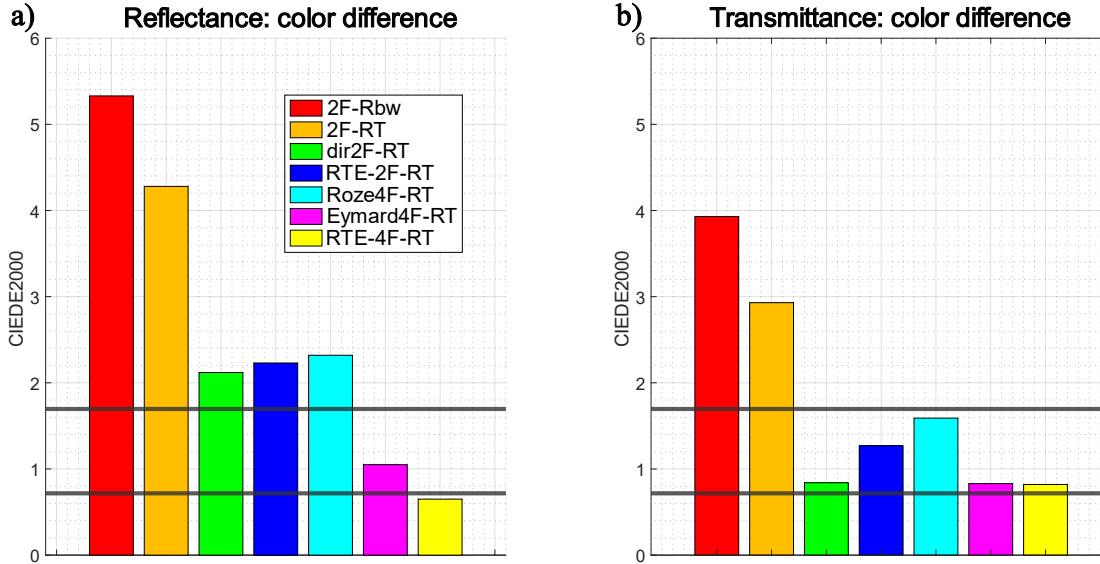 a)
Reflectance: color difference
6
5
4
3
2
1
0
CIEDE2000
2F-Rbw
2F-RT
dir2F-RT
RTE-2F-RT
Roze4F-RT
Eymard4F-RT
RTE-4F-RT
b)
Transmittance: color difference
6
5
4
3
2
1
0
CIEDE2000